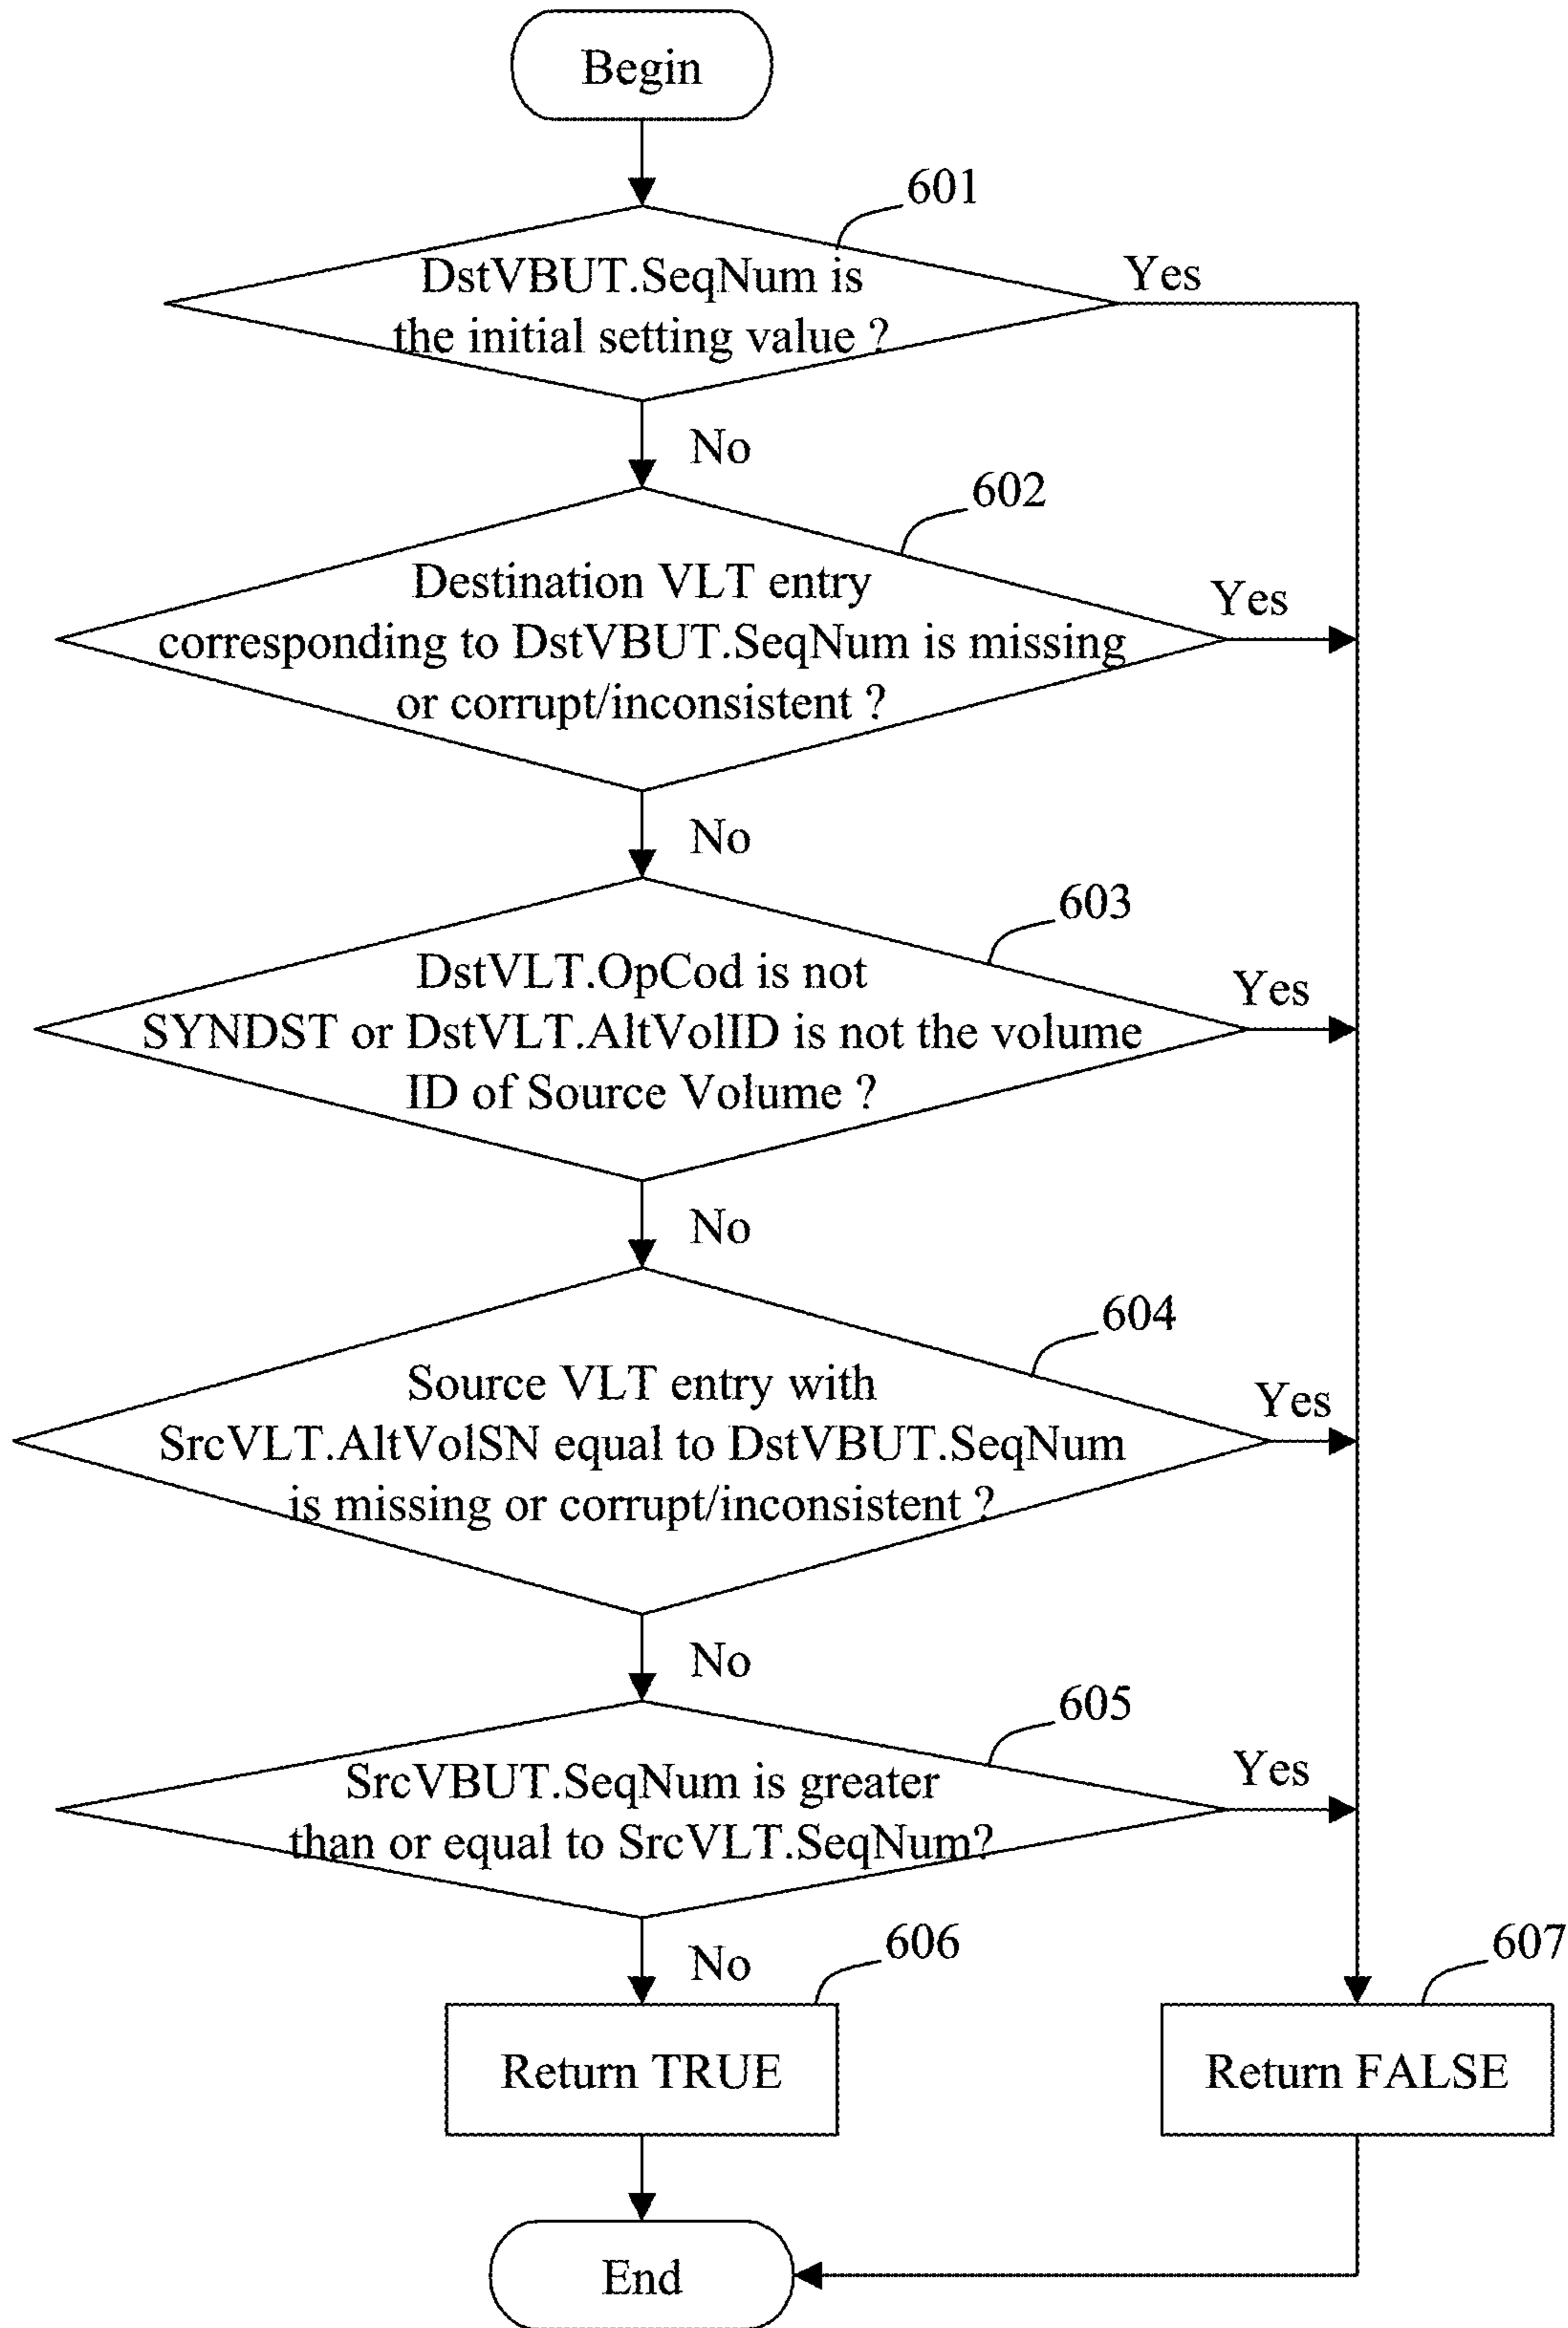 Begin
601
DstVBUT.SeqNum is
the initial setting value ?
Yes
No
602
Destination VLT entry
corresponding to DstVBUT.SeqNum is missing
or corrupt/inconsistent ?
Yes
No
603
DstVLT.OpCod is not
SYNDST or DstVLT.AltVolID is not the volume
ID of Source Volume ?
Yes
No
604
Source VLT entry with
SrcVLT.AltVolSN equal to DstVBUT.SeqNum
is missing or corrupt/inconsistent ?
Yes
No
605
SrcVBUT.SeqNum is greater
than or equal to SrcVLT.SeqNum?
Yes
No
606
Return TRUE
607
Return FALSE
End